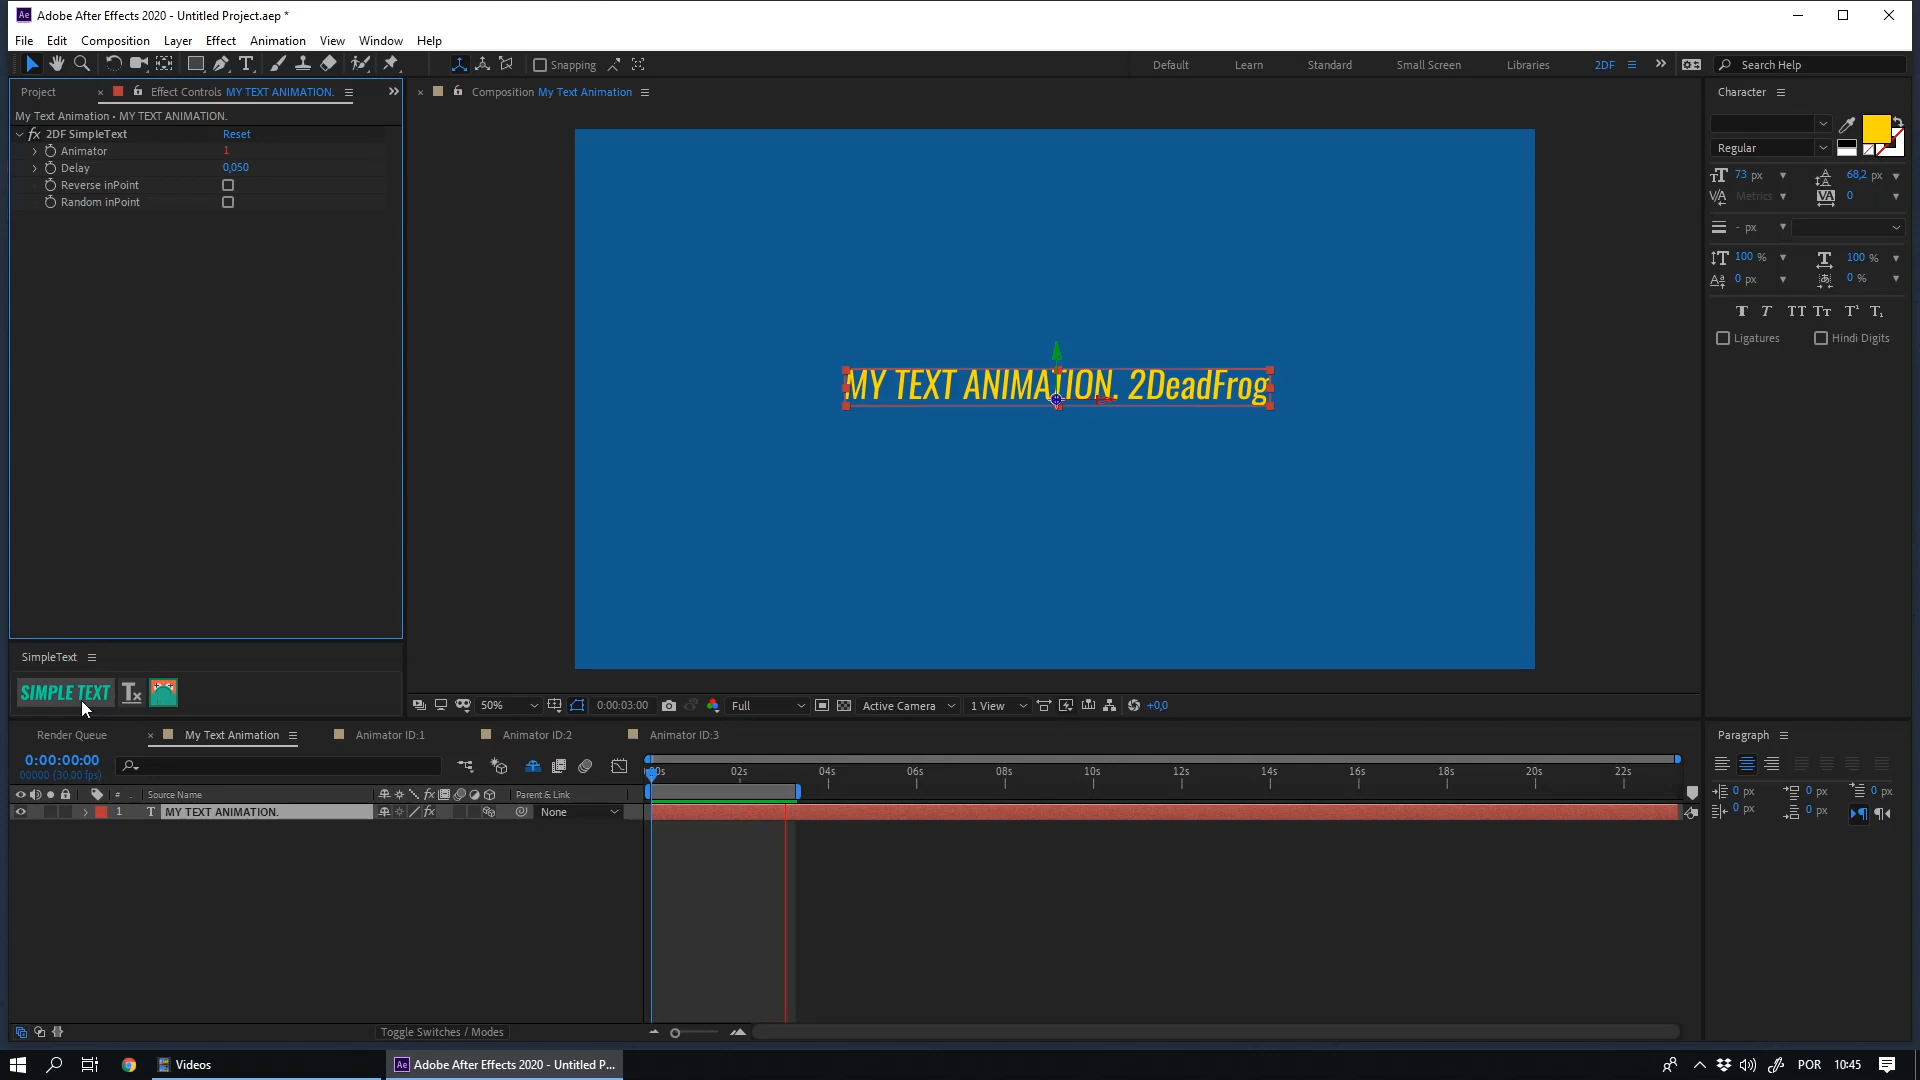 Adobe After Effects 2020 - Untitled Project.aep *
File Edit Composition Layer Effect Animation View Window Help
Snapping Default Learn Standard Small Screen Libraries 2DF Search Help
Project Effect Controls MY TEXT ANIMATION.
My Text Animation • MY TEXT ANIMATION.
fx 2DF SimpleText Reset
Animator 1
Delay 0,050
Reverse inPoint
Random inPoint
Composition My Text Animation
MY TEXT ANIMATION. 2DeadFrog
Character
Regular
73 px 68,2 px
Metrics 0
- px
100 % 100 %
0 px 0 %
Ligatures Hindi Digits
SimpleText
SIMPLE TEXT Tx
50% 0:00:03:00 Full Active Camera 1 View +0,0
Render Queue My Text Animation Animator ID:1 Animator ID:2 Animator ID:3
0:00:00:00
00000 (30,00 fps)
02s 04s 06s 08s 10s 12s 14s 16s 18s 20s 22s
# Source Name Parent & Link
1 T MY TEXT ANIMATION. None
Toggle Switches / Modes
Paragraph
0 px 0 px 0 px
0 px 0 px
Videos Adobe After Effects 2020 - Untitled P... POR 10:45